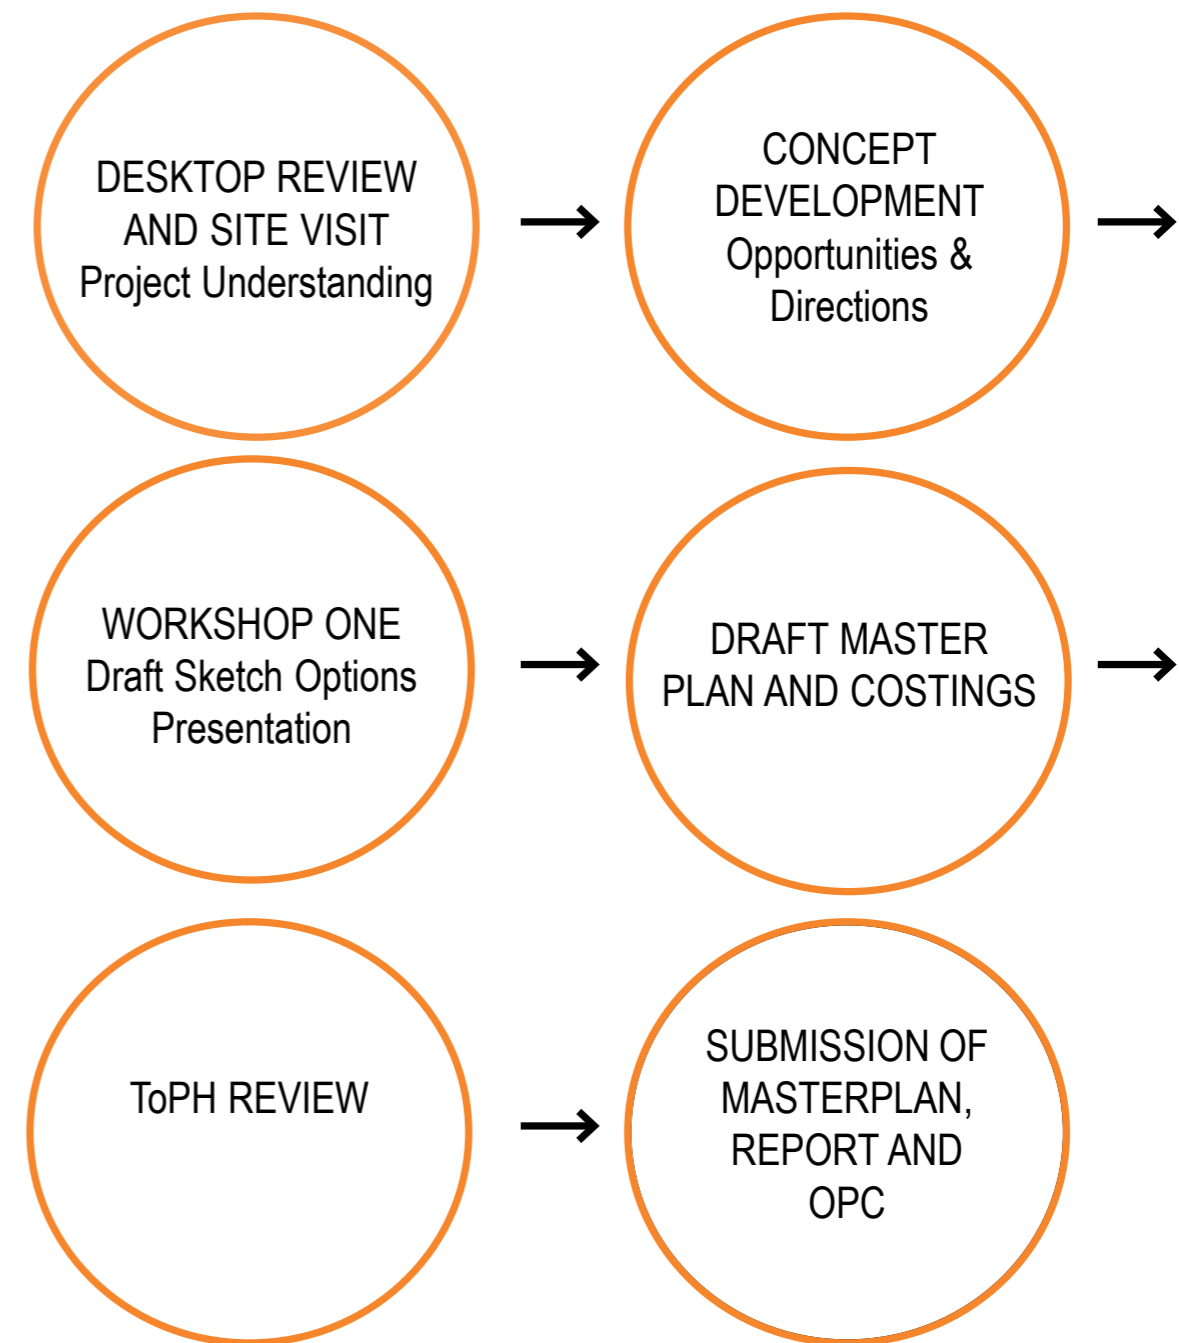 DESKTOP REVIEW
AND SITE VISIT
Project Understanding
CONCEPT
DEVELOPMENT
Opportunities &
Directions
WORKSHOP ONE
Draft Sketch Options
Presentation
DRAFT MASTER
PLAN AND COSTINGS
ToPH REVIEW
SUBMISSION OF
MASTERPLAN,
REPORT AND
OPC